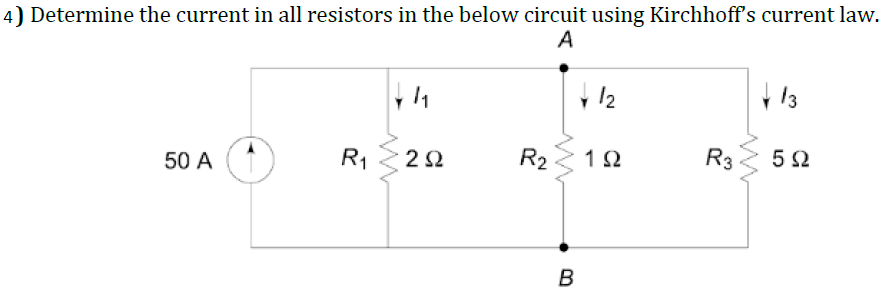 4) Determine the current in all resistors in the below circuit using Kirchhoff's current law.
A
I1
I2
I3
50 A
R1
2 Ω
R2
1 Ω
R3
5 Ω
B